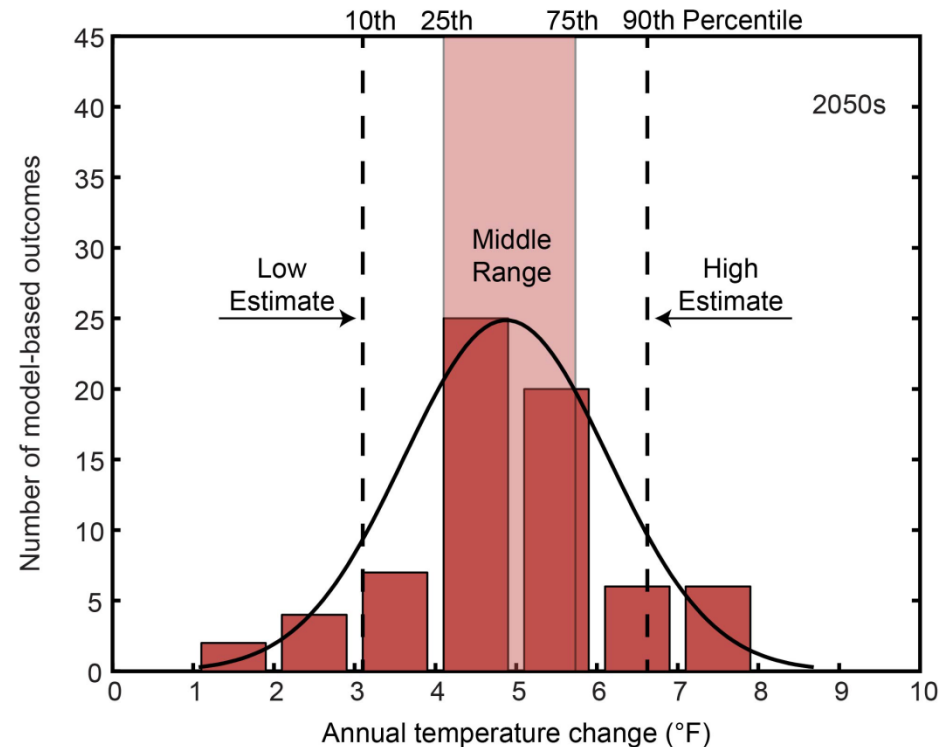 10th 25th 75th 90th Percentile
45
40
35
30
25
20
15
10
5
0
2050s
Middle
Range
Low
Estimate
High
Estimate
Number of model-based outcomes
0 1 2 3 4 5 6 7 8 9 10
Annual temperature change (°F)